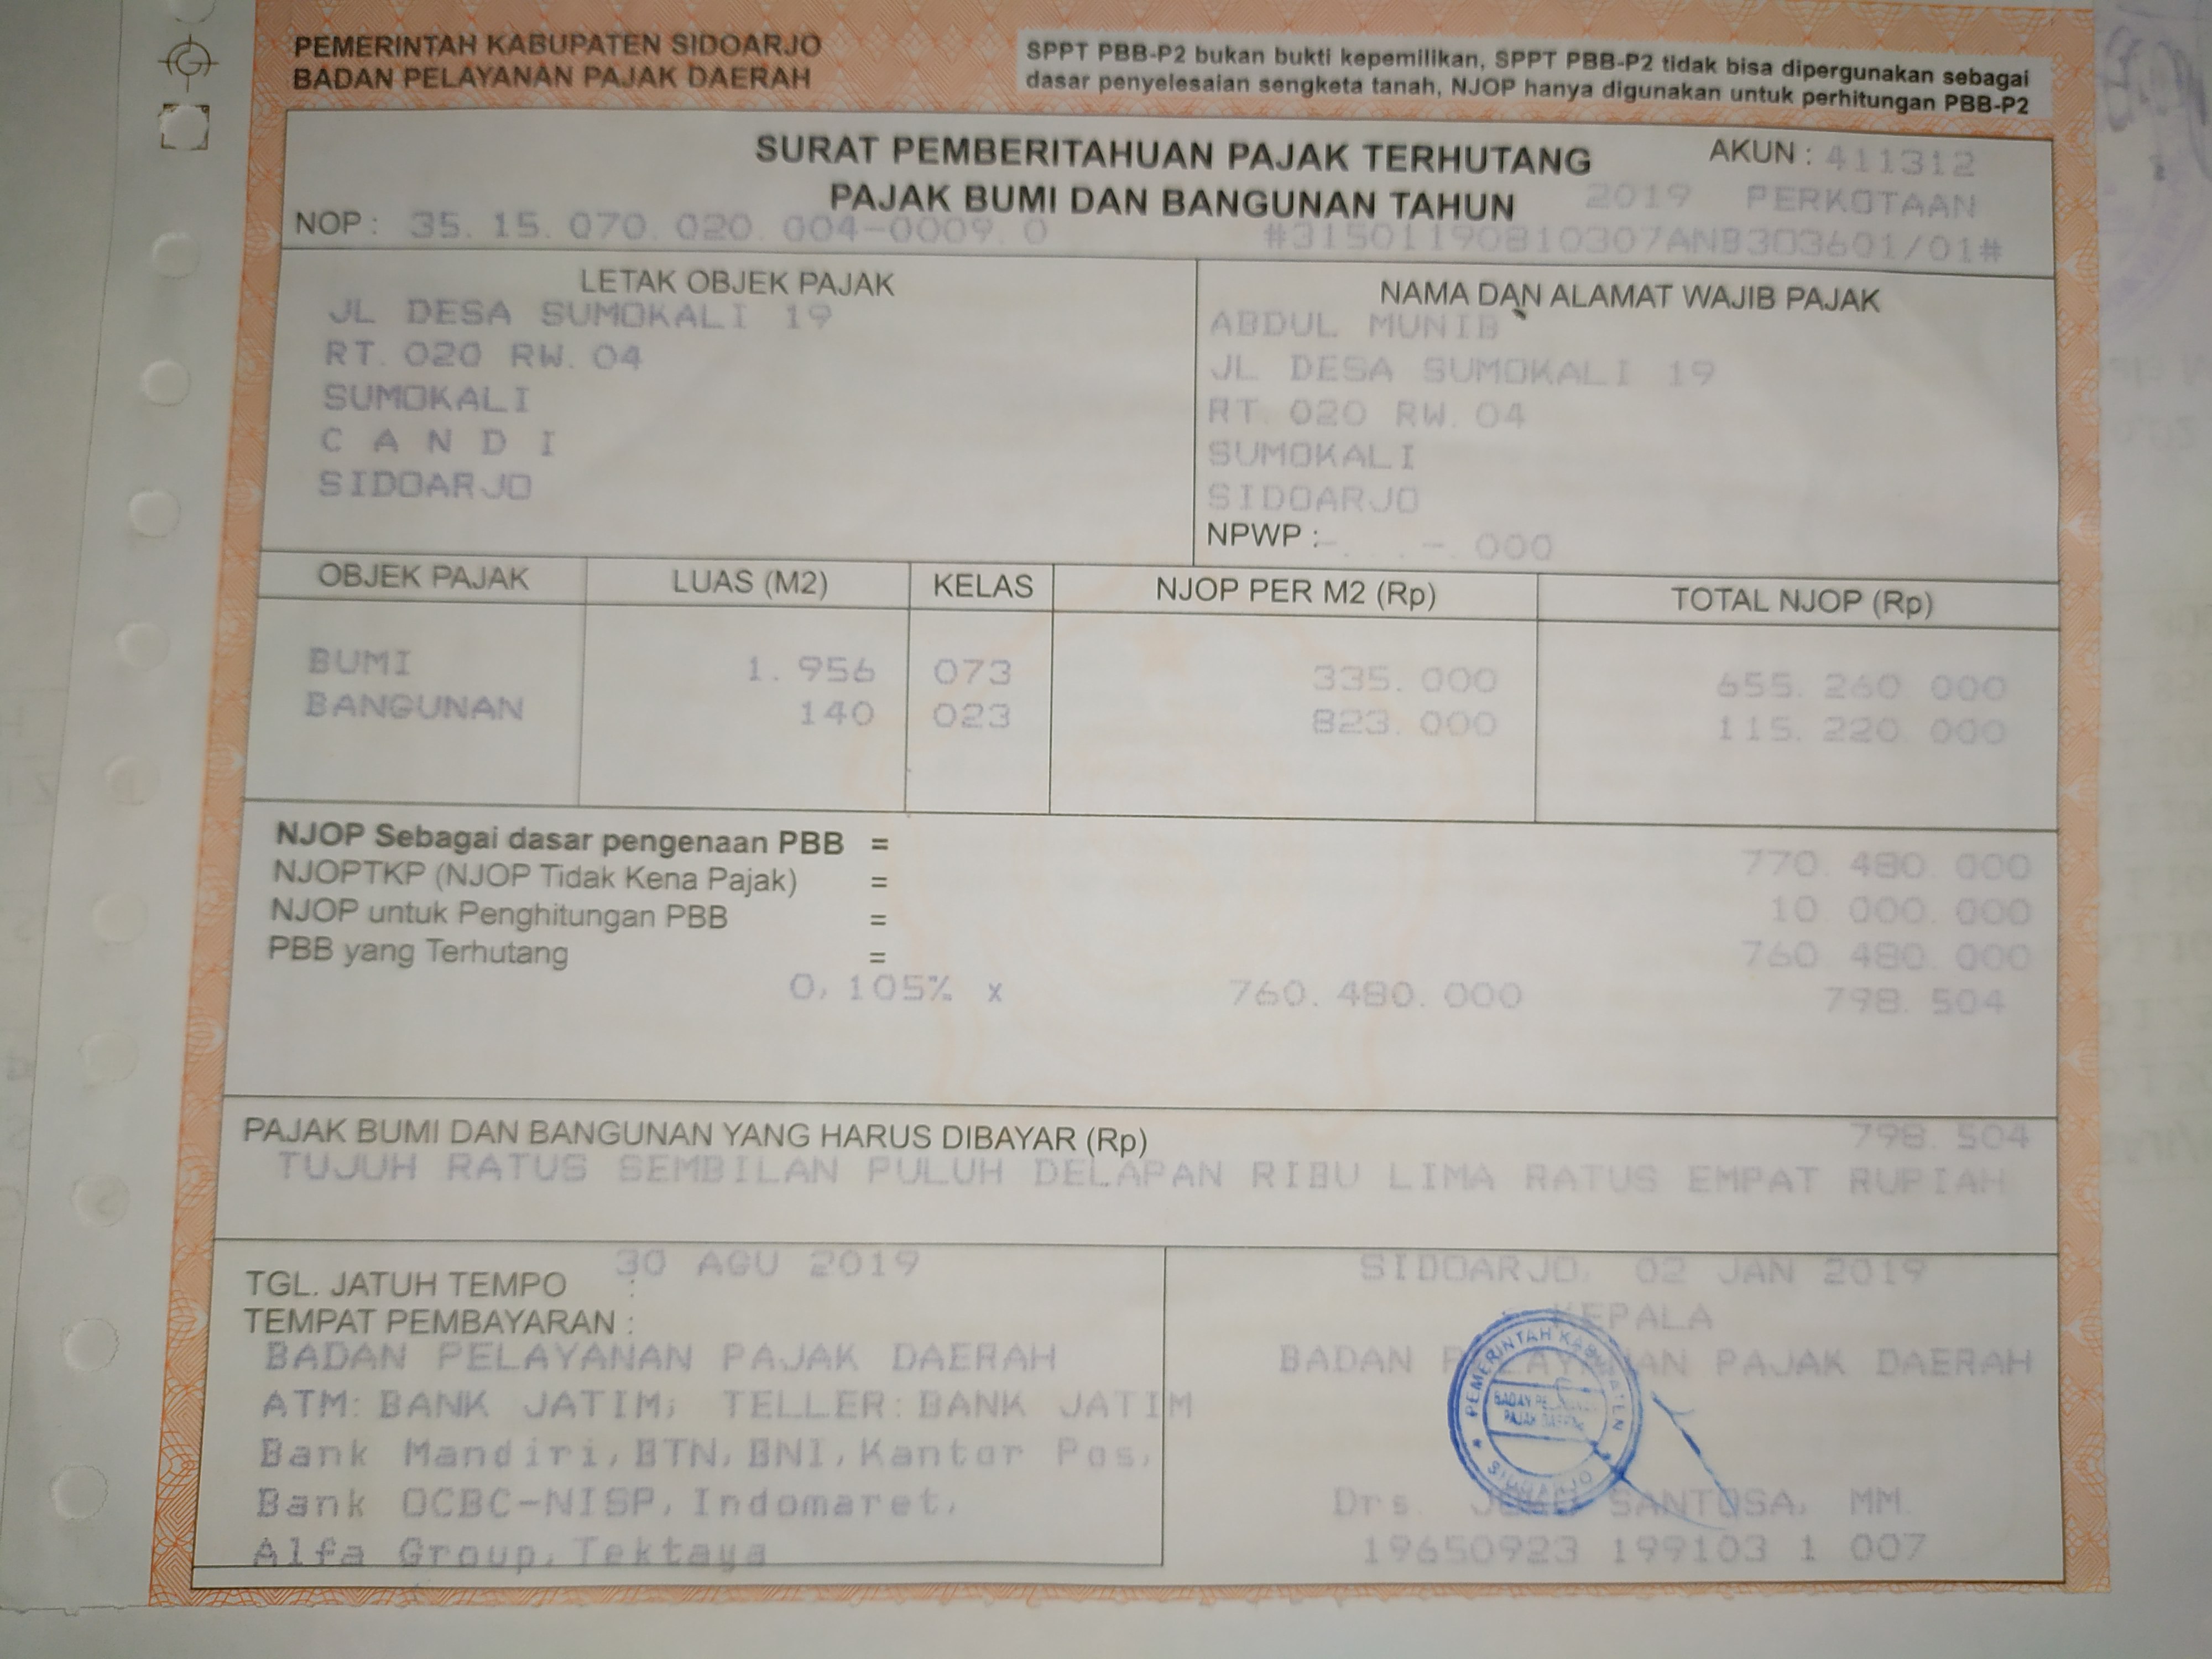 PEMERINTAH KABUPATEN SIDOARJO
BADAN PELAYANAN PAJAK DAERAH
SPPT PBB-P2 bukan bukti kepemilikan, SPPT PBB-P2 tidak bisa dipergunakan sebagai
dasar penyelesaian sengketa tanah, NJOP hanya digunakan untuk perhitungan PBB-P2
SURAT PEMBERITAHUAN PAJAK TERHUTANG
AKUN : 411312
PAJAK BUMI DAN BANGUNAN TAHUN 2019 PERKOTAAN
NOP : 35. 15. 070. 020. 004-0009. 0 #31501190810307ANB303601/01#
LETAK OBJEK PAJAK
JL DESA SUMOKALI 19
RT. 020 RW. 04
SUMOKALI
C A N D I
SIDOARJO
NAMA DAN ALAMAT WAJIB PAJAK
ABDUL MUNIB
JL DESA SUMOKALI 19
RT. 020 RW. 04
SUMOKALI
SIDOARJO
NPWP :- . . -. 000
OBJEK PAJAK LUAS (M2) KELAS NJOP PER M2 (Rp) TOTAL NJOP (Rp)
BUMI 1. 956 073 335. 000 655. 260. 000
BANGUNAN 140 023 823. 000 115. 220. 000
NJOP Sebagai dasar pengenaan PBB = 770. 480. 000
NJOPTKP (NJOP Tidak Kena Pajak) = 10. 000. 000
NJOP untuk Penghitungan PBB = 760. 480. 000
PBB yang Terhutang = 0, 105% x 760. 480. 000 798. 504
PAJAK BUMI DAN BANGUNAN YANG HARUS DIBAYAR (Rp) 798. 504
TUJUH RATUS SEMBILAN PULUH DELAPAN RIBU LIMA RATUS EMPAT RUPIAH
TGL. JATUH TEMPO : 30 AGU 2019
TEMPAT PEMBAYARAN :
BADAN PELAYANAN PAJAK DAERAH
ATM: BANK JATIM; TELLER: BANK JATIM
Bank Mandiri, BTN, BNI, Kantor Pos,
Bank OCBC-NISP, Indomaret,
Alfa Group, Tektaya
SIDOARJO, 02 JAN 2019
KEPALA
BADAN PELAYANAN PAJAK DAERAH
PEMERINTAH KAB
Drs. SANTOSA, MM.
19650923 199103 1 007